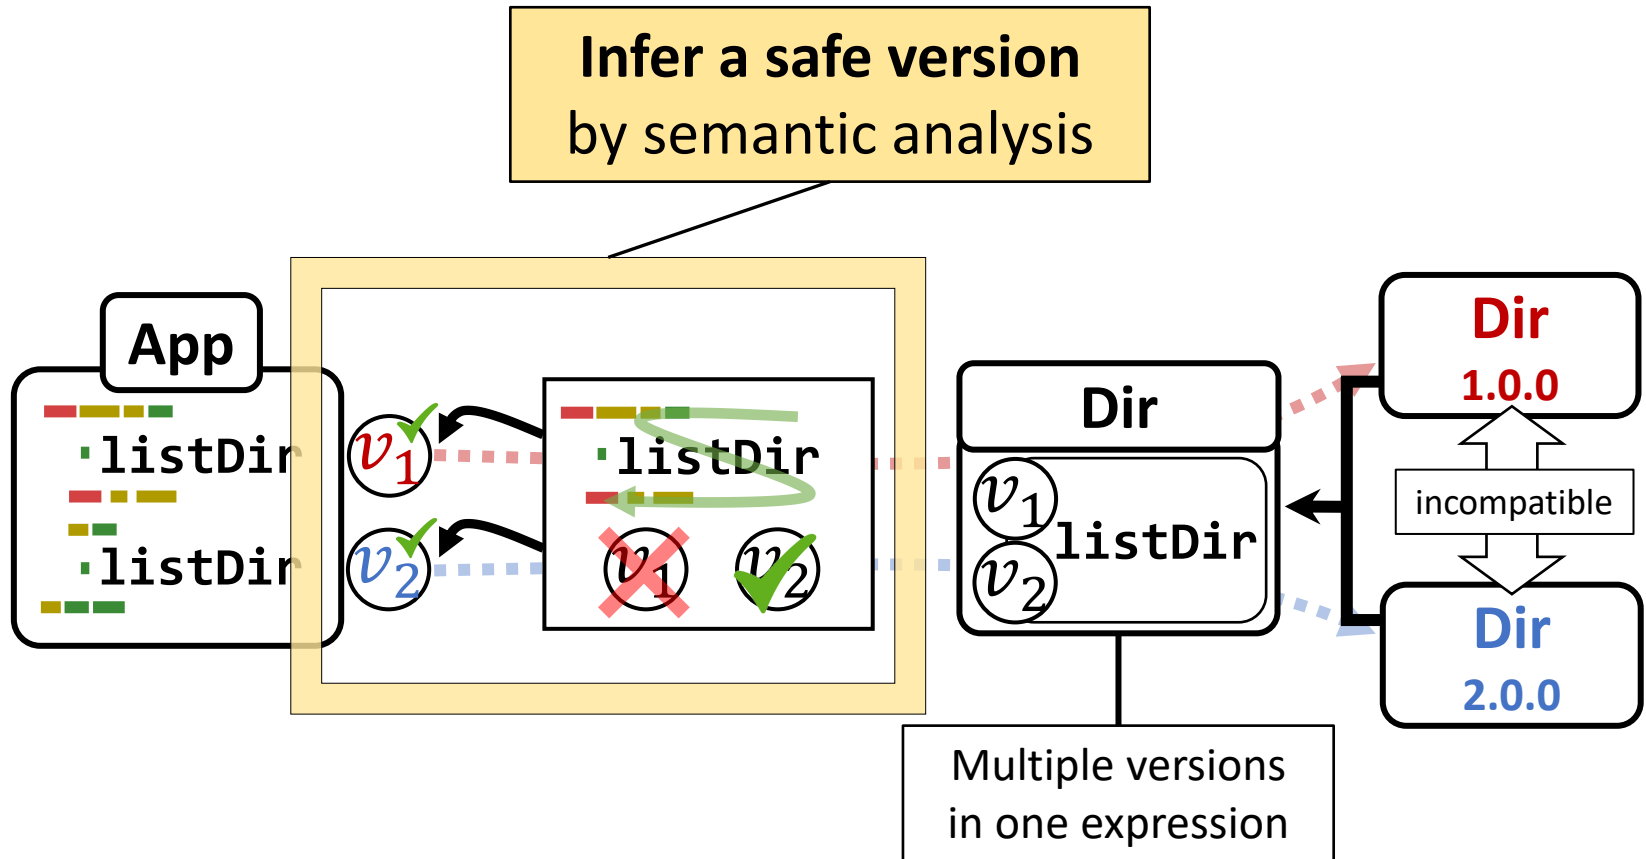 Infer a safe version
by semantic analysis
App
listDir
listDir
v1
v2
listDir
v1
v2
Dir
v1
v2
listDir
Multiple versions
in one expression
Dir
1.0.0
incompatible
Dir
2.0.0